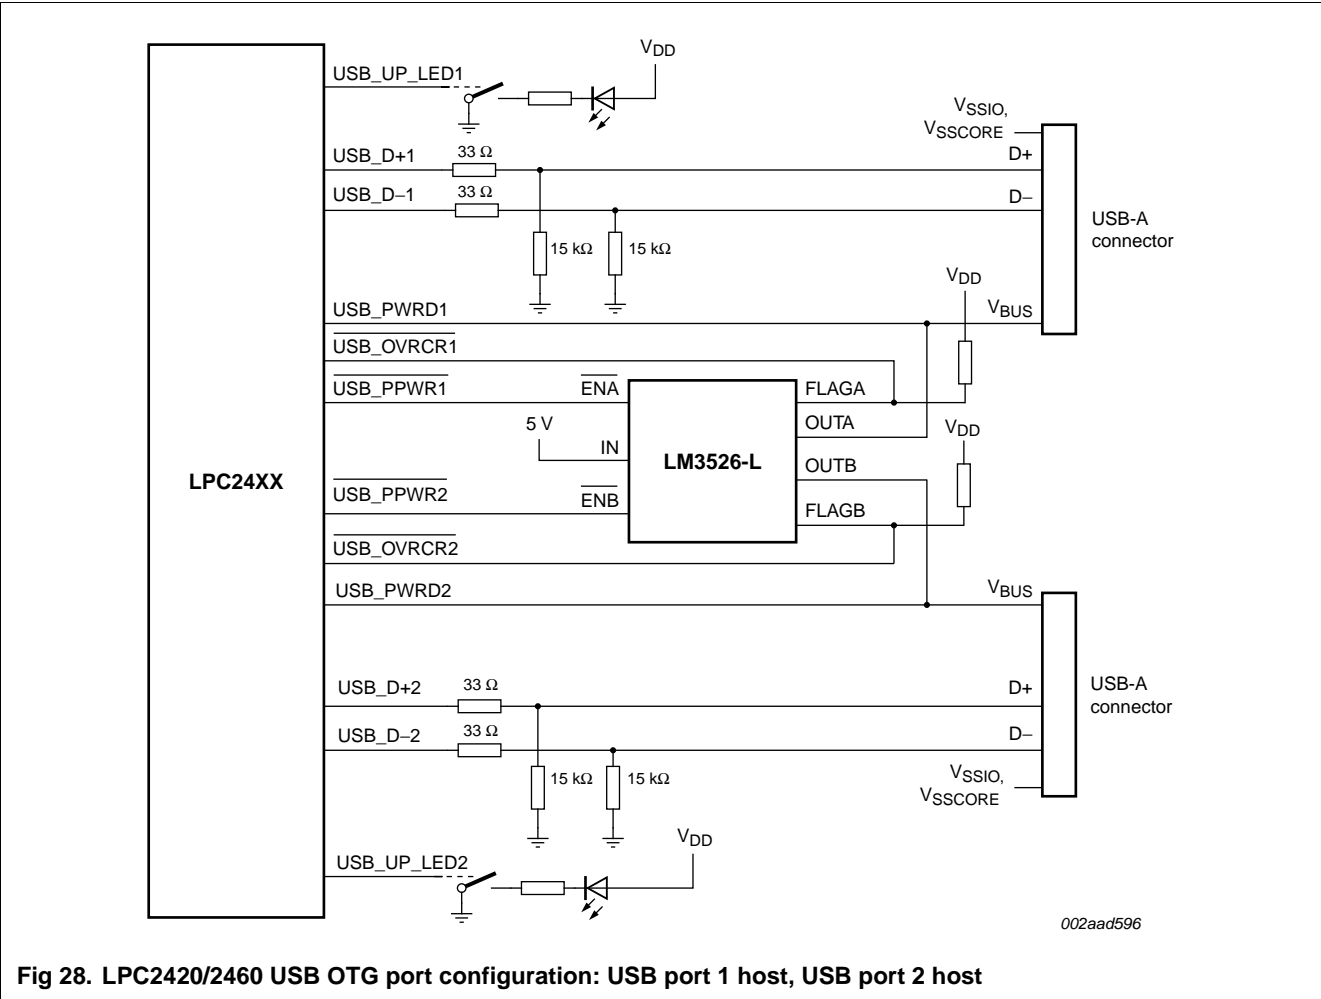 VDD
USB_UP_LED1
VSSIO,
VSSCORE
USB_D+1
33 Ω
D+
USB_D−1
33 Ω
D−
USB-A
connector
15 kΩ
15 kΩ
VDD
USB_PWRD1
VBUS
USB_OVRCR1
USB_PPWR1
ENA
FLAGA
5 V
OUTA
VDD
IN
LM3526-L
OUTB
LPC24XX
USB_PPWR2
ENB
FLAGB
USB_OVRCR2
USB_PWRD2
VBUS
USB_D+2
33 Ω
D+
USB-A
connector
USB_D−2
33 Ω
D−
15 kΩ
15 kΩ
VSSIO,
VSSCORE
VDD
USB_UP_LED2
002aad596
Fig 28. LPC2420/2460 USB OTG port configuration: USB port 1 host, USB port 2 host